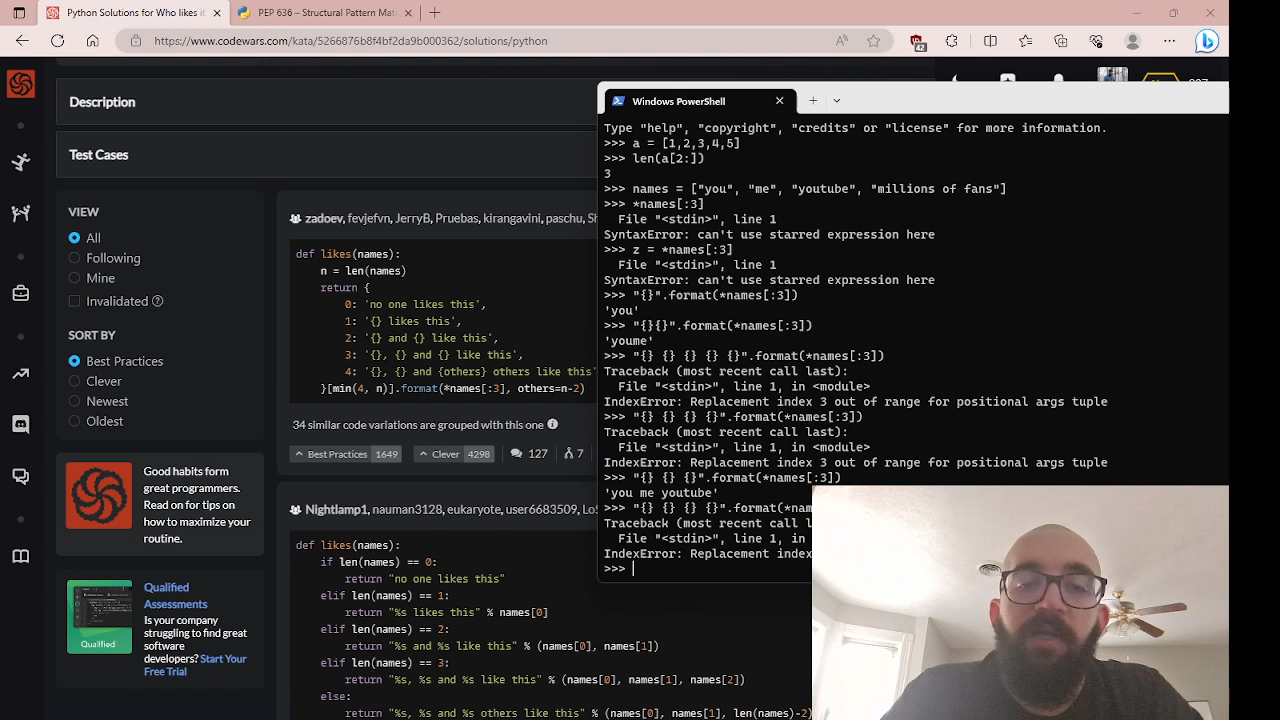 Python Solutions for Who likes it
PEP 636 – Structural Pattern Mat
https://www.codewars.com/kata/5266876b8f4bf2da9b000362/solutions/python
42
Description
Test Cases
VIEW
All
Following
Mine
Invalidated
SORT BY
Best Practices
Clever
Newest
Oldest
Good habits form
great programmers.
Read on for tips on
how to maximize your
routine.
Qualified
Qualified
Assessments
Is your company
struggling to find great
software
developers? Start Your
Free Trial
zadoev, fevjefvn, JerryB, Pruebas, kirangavini, paschu, Sh
def likes(names):
n = len(names)
return {
0: 'no one likes this',
1: '{} likes this',
2: '{} and {} like this',
3: '{}, {} and {} like this',
4: '{}, {} and {others} others like this'
}[min(4, n)].format(*names[:3], others=n-2)
34 similar code variations are grouped with this one
Best Practices 1649
Clever 4298
127
7
Nightlamp1, nauman3128, eukaryote, user6683509, LoS
def likes(names):
if len(names) == 0:
return "no one likes this"
elif len(names) == 1:
return "%s likes this" % names[0]
elif len(names) == 2:
return "%s and %s like this" % (names[0], names[1])
elif len(names) == 3:
return "%s, %s and %s like this" % (names[0], names[1], names[2])
else:
return "%s, %s and %s others like this" % (names[0], names[1], len(names)-2)
Windows PowerShell
Type "help", "copyright", "credits" or "license" for more information.
>>> a = [1,2,3,4,5]
>>> len(a[2:])
3
>>> names = ["you", "me", "youtube", "millions of fans"]
>>> *names[:3]
File "<stdin>", line 1
SyntaxError: can't use starred expression here
>>> z = *names[:3]
File "<stdin>", line 1
SyntaxError: can't use starred expression here
>>> "{}".format(*names[:3])
'you'
>>> "{}{}".format(*names[:3])
'youme'
>>> "{} {} {} {} {}".format(*names[:3])
Traceback (most recent call last):
File "<stdin>", line 1, in <module>
IndexError: Replacement index 3 out of range for positional args tuple
>>> "{} {} {} {}".format(*names[:3])
Traceback (most recent call last):
File "<stdin>", line 1, in <module>
IndexError: Replacement index 3 out of range for positional args tuple
>>> "{} {} {}".format(*names[:3])
'you me youtube'
>>> "{} {} {} {}".format(*nam
Traceback (most recent call l
File "<stdin>", line 1, in
IndexError: Replacement index
>>>